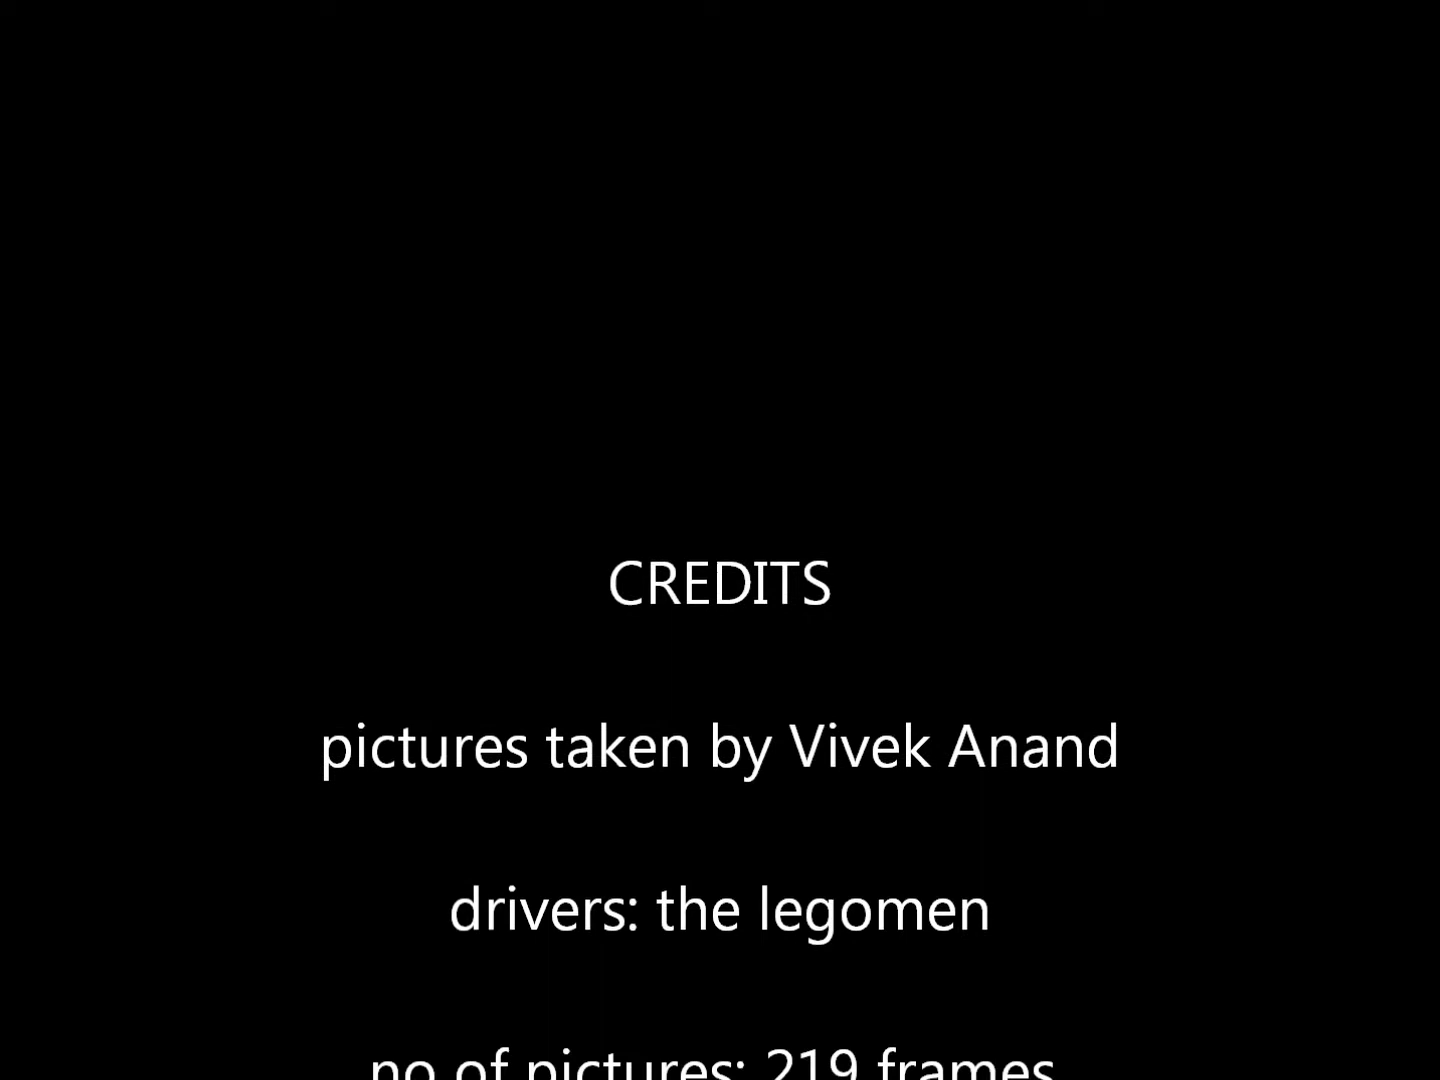 CREDITS
pictures taken by Vivek Anand
drivers: the legomen
no of pictures: 219 frames